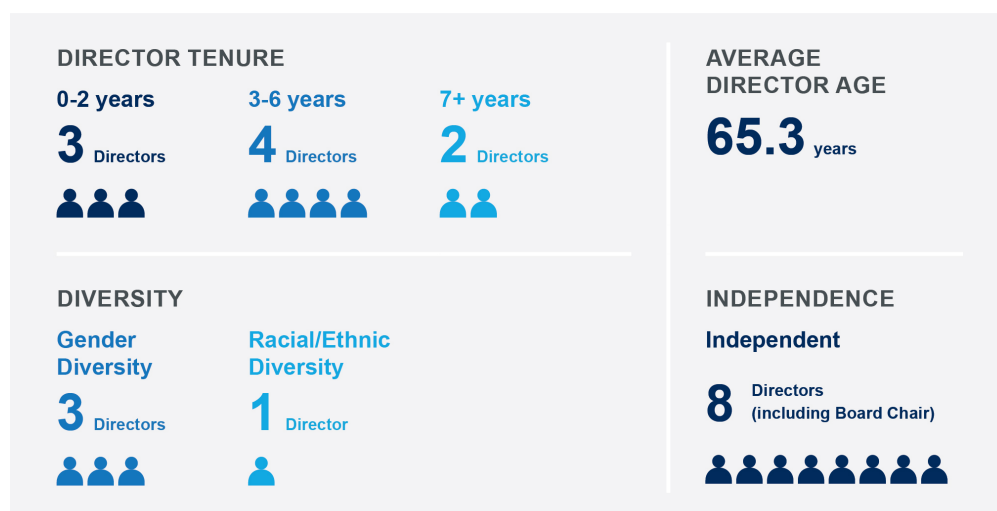 DIRECTOR TENURE
0-2 years
3 Directors
3-6 years
4 Directors
7+ years
2 Directors
AVERAGE
DIRECTOR AGE
65.3 years
DIVERSITY
Gender
Diversity
3 Directors
Racial/Ethnic
Diversity
1 Director
INDEPENDENCE
Independent
8 Directors
(including Board Chair)